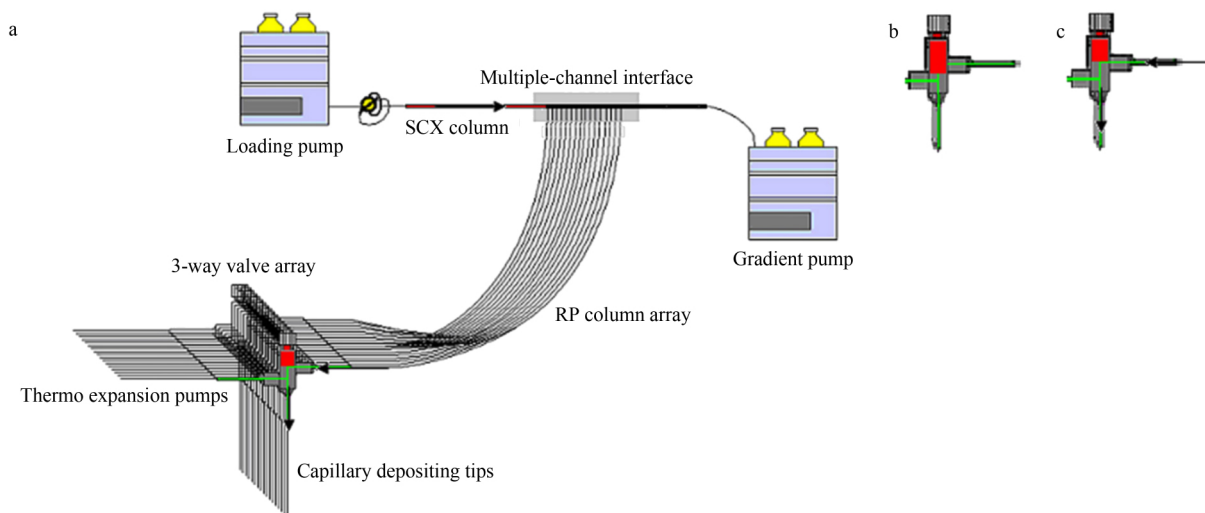 a
b
c
Multiple-channel interface
SCX column
Loading pump
Gradient pump
3-way valve array
RP column array
Thermo expansion pumps
Capillary depositing tips